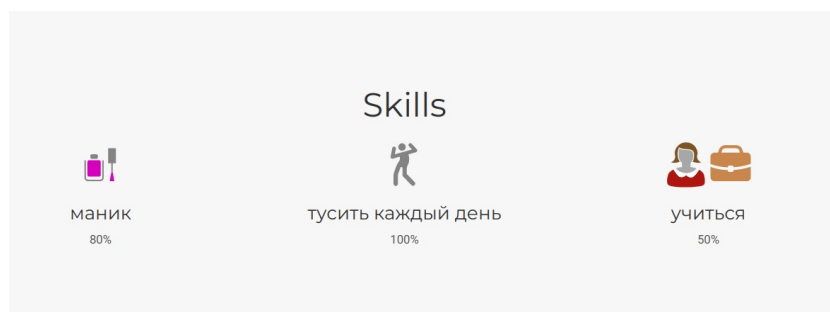 Skills
маник
80%
тусить каждый день
100%
учиться
50%